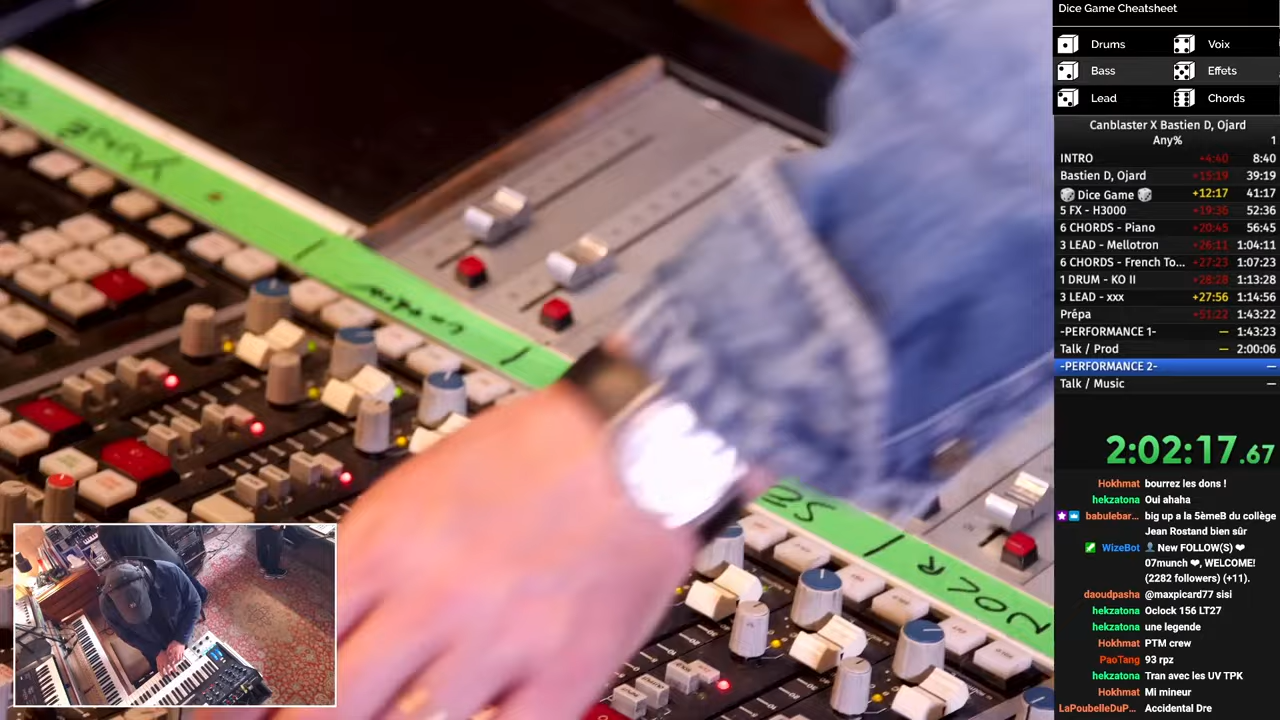 Dice Game Cheatsheet
Drums Voix
Bass Effets
Lead Chords
Canblaster X Bastien D, Ojard
Any% 1
INTRO +4:40 8:40
Bastien D, Ojard +15:19 39:19
Dice Game +12:17 41:17
5 FX - H3000 +19:36 52:36
6 CHORDS - Piano +20:45 56:45
3 LEAD - Mellotron +26:11 1:04:11
6 CHORDS - French To... +27:23 1:07:23
1 DRUM - KO II +28:28 1:13:28
3 LEAD - xxx +27:56 1:14:56
Prépa +51:22 1:43:22
-PERFORMANCE 1- — 1:43:23
Talk / Prod — 2:00:06
-PERFORMANCE 2- —
Talk / Music —
2:02:17.67
Hokhmat bourrez les dons !
hekzatona Oui ahaha
babulebar... big up a la 5èmeB du collège
Jean Rostand bien sûr
WizeBot New FOLLOW(S) ❤
07munch ❤, WELCOME!
(2282 followers) (+11).
daoudpasha @maxpicard77 sisi
hekzatona Oclock 156 LT27
hekzatona une legende
Hokhmat PTM crew
PaoTang 93 rpz
hekzatona Tran avec les UV TPK
Hokhmat Mi mineur
LaPoubelleDuP... Accidental Dre